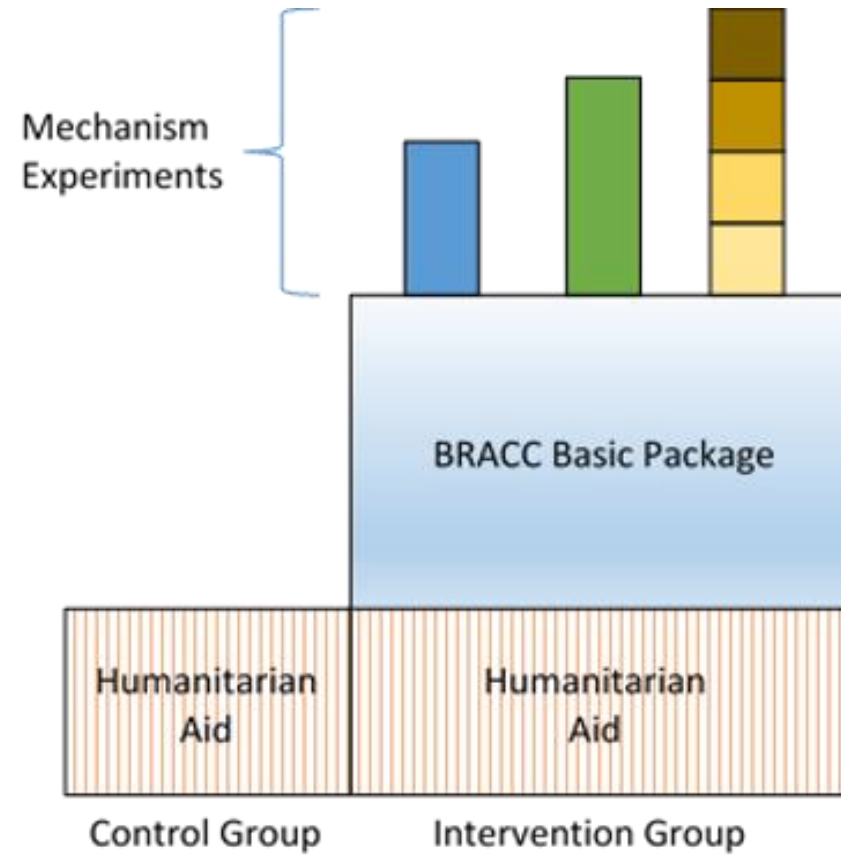 Mechanism
Experiments
BRACC Basic Package
Humanitarian
Aid
Humanitarian
Aid
Control Group
Intervention Group